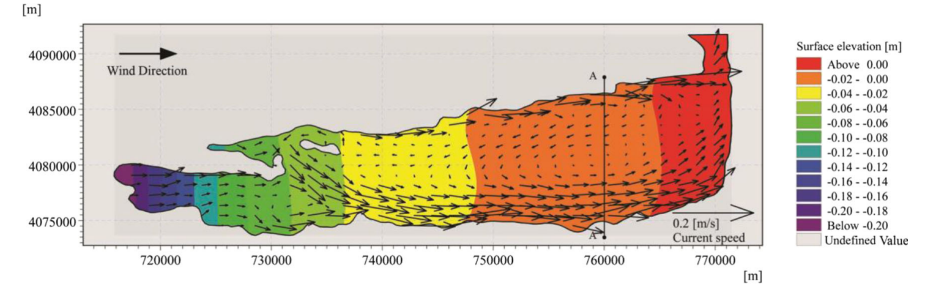 [m]
4090000
4085000
4080000
4075000
Wind Direction
A
A'
0.2 [m/s]
Current speed
720000 730000 740000 750000 760000 770000
[m]
Surface elevation [m]
Above 0.00
-0.02 - 0.00
-0.04 - -0.02
-0.06 - -0.04
-0.08 - -0.06
-0.10 - -0.08
-0.12 - -0.10
-0.14 - -0.12
-0.16 - -0.14
-0.18 - -0.16
-0.20 - -0.18
Below -0.20
Undefined Value